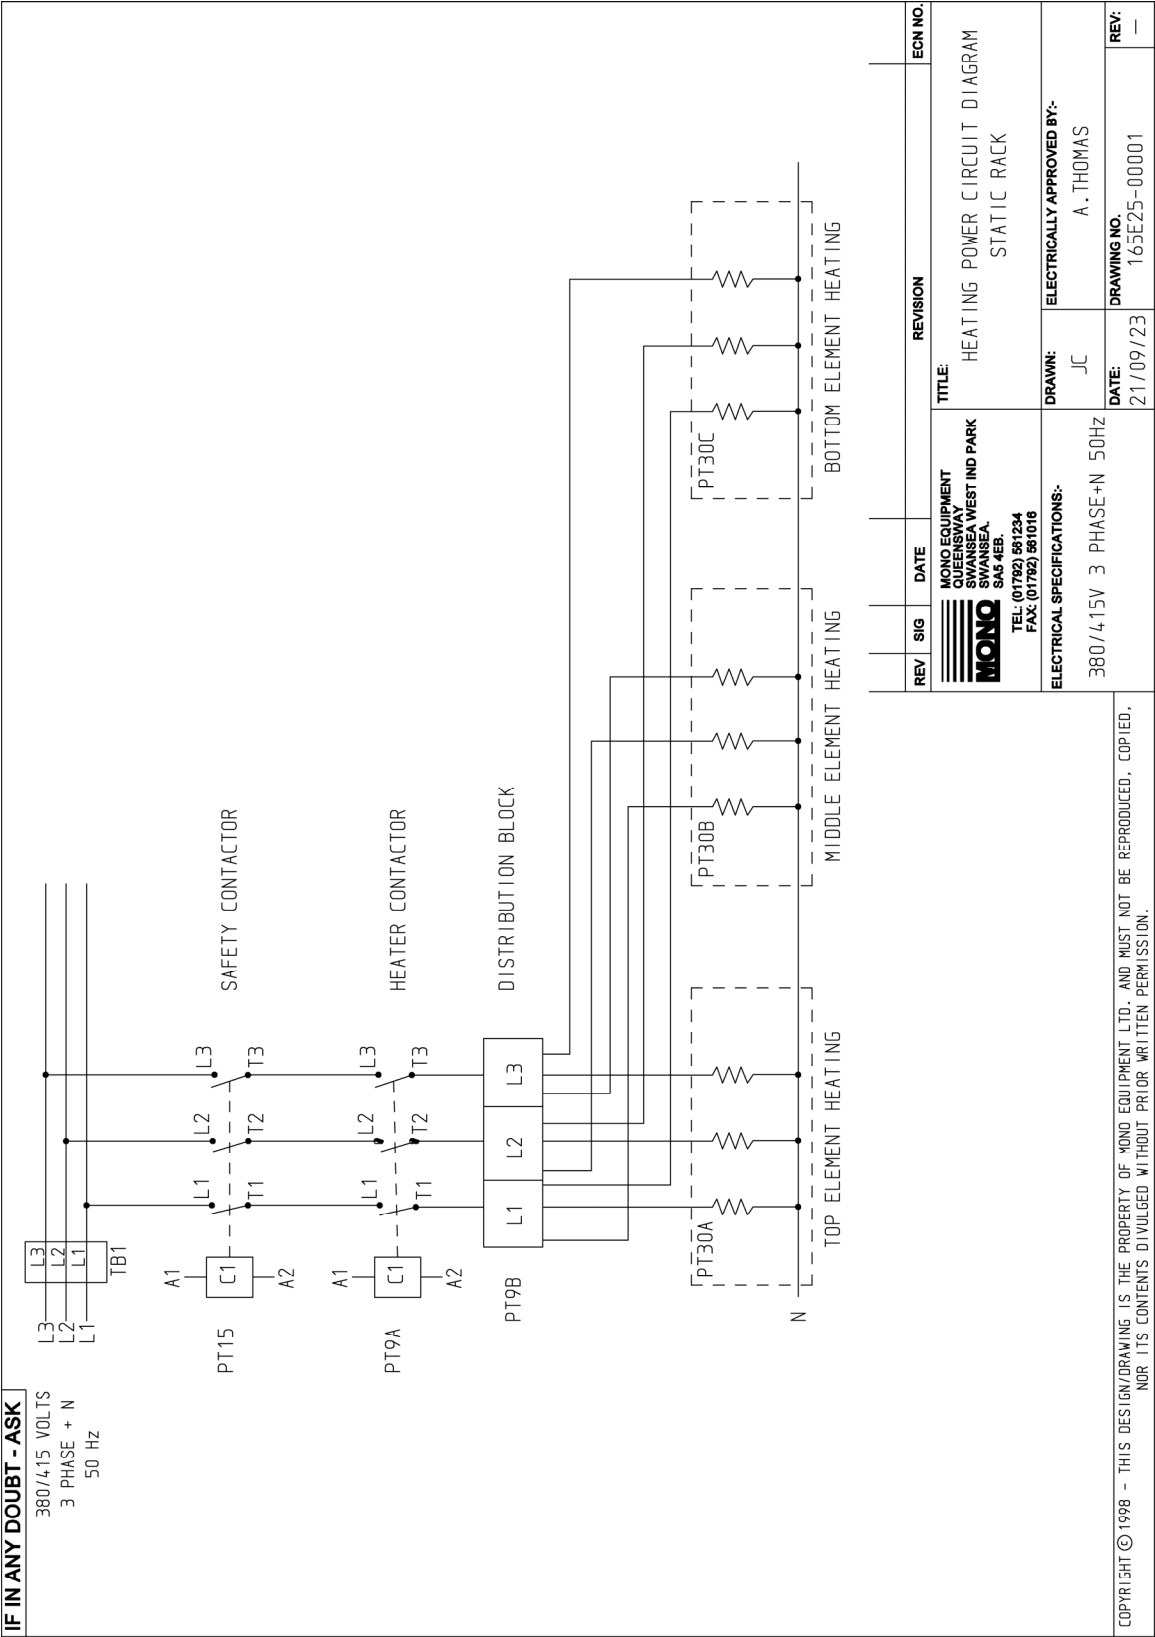 IF IN ANY DOUBT - ASK
380/415 VOLTS
3 PHASE + N
50 Hz
L3
L2
L1
L3
L2
L1
TB1
PT15
A1
C1
A2
L1
L2
L3
T1
T2
T3
SAFETY CONTACTOR
PT9A
A1
C1
A2
L1
L2
L3
T1
T2
T3
HEATER CONTACTOR
PT9B
L1
L2
L3
DISTRIBUTION BLOCK
PT30A
PT30B
PT30C
N
TOP ELEMENT HEATING
MIDDLE ELEMENT HEATING
BOTTOM ELEMENT HEATING
REV SIG DATE REVISION ECN NO.
MONO
MONO EQUIPMENT
QUEENSWAY
SWANSEA WEST IND PARK
SWANSEA.
SA5 4EB.
TEL: (01792) 561234
FAX: (01792) 561016
TITLE:
HEATING POWER CIRCUIT DIAGRAM
STATIC RACK
ELECTRICAL SPECIFICATIONS:-
380/415V 3 PHASE+N 50Hz
DRAWN:
JC
ELECTRICALLY APPROVED BY:-
A.THOMAS
DATE:
21/09/23
DRAWING NO.
165E25-00001
REV:
—
COPYRIGHT © 1998 - THIS DESIGN/DRAWING IS THE PROPERTY OF MONO EQUIPMENT LTD. AND MUST NOT BE REPRODUCED, COPIED,
NOR ITS CONTENTS DIVULGED WITHOUT PRIOR WRITTEN PERMISSION.